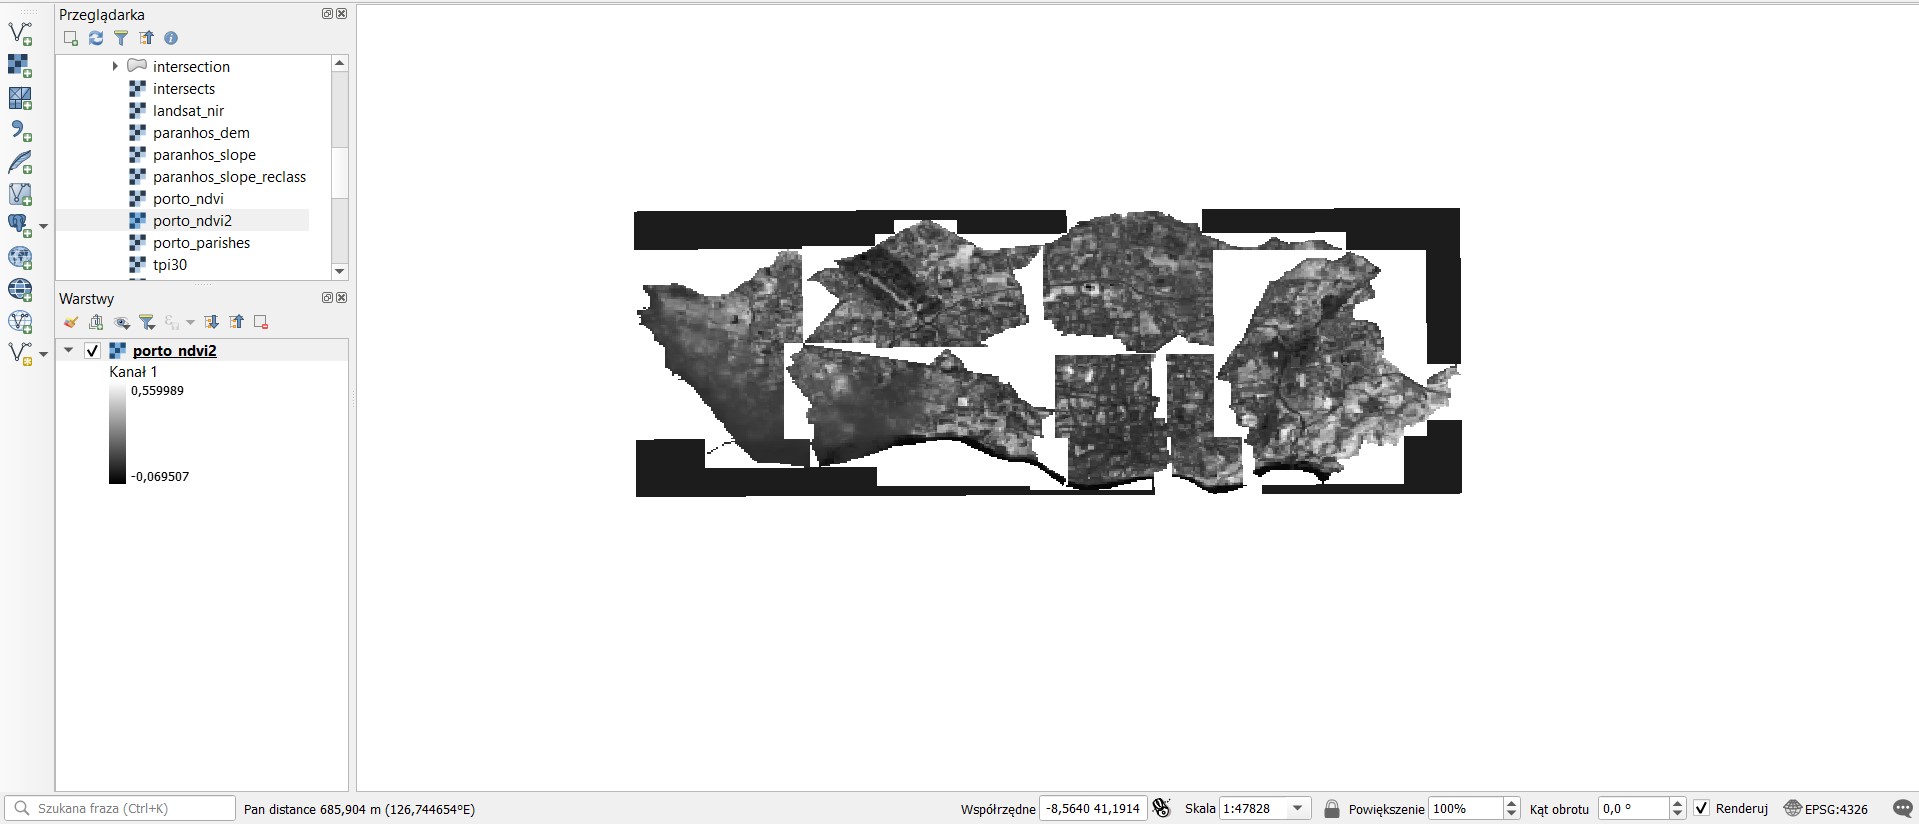 Przeglądarka
intersection
intersects
landsat_nir
paranhos_dem
paranhos_slope
paranhos_slope_reclass
porto_ndvi
porto_ndvi2
porto_parishes
tpi30
Warstwy
porto_ndvi2
Kanał 1
0,559989
-0,069507
Szukana fraza (Ctrl+K) Pan distance 685,904 m (126,744654°E) Współrzędne -8,5640 41,1914 Skala 1:47828 Powiększenie 100% Kąt obrotu 0,0 ° Renderuj EPSG:4326